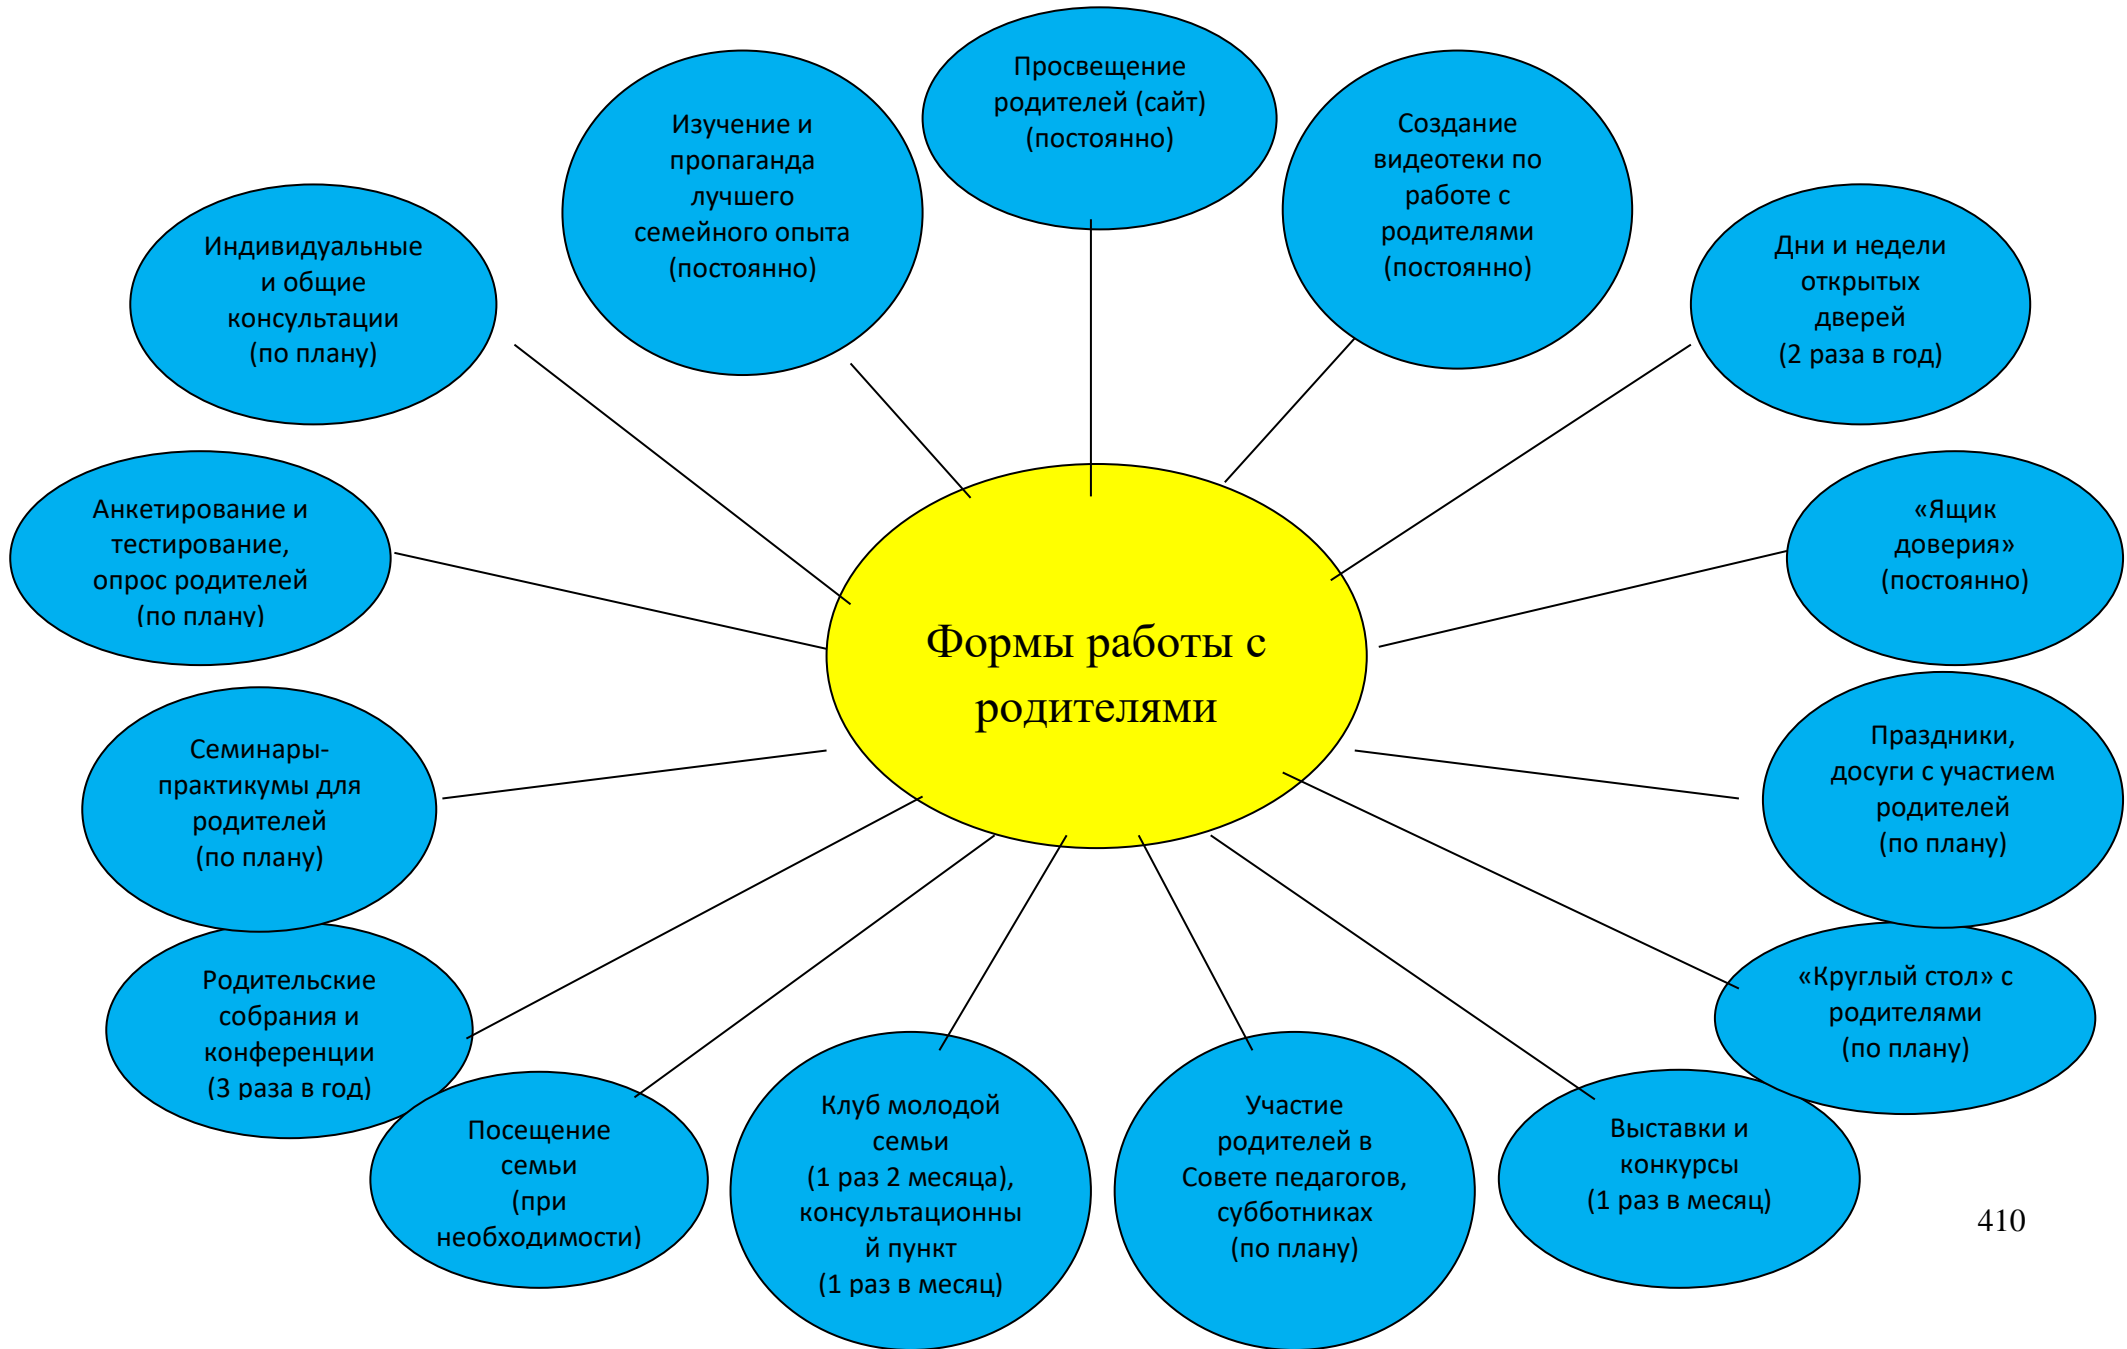 Просвещение
родителей (сайт)
(постоянно)
Изучение и
пропаганда
лучшего
семейного опыта
(постоянно)
Создание
видеотеки по
работе с
родителями
(постоянно)
Индивидуальные
и общие
консультации
(по плану)
Дни и недели
открытых
дверей
(2 раза в год)
Анкетирование и
тестирование,
опрос родителей
(по плану)
«Ящик
доверия»
(постоянно)
Формы работы с
родителями
Семинары-
практикумы для
родителей
(по плану)
Праздники,
досуги с участием
родителей
(по плану)
Родительские
собрания и
конференции
(3 раза в год)
«Круглый стол» с
родителями
(по плану)
Посещение
семьи
(при
необходимости)
Клуб молодой
семьи
(1 раз 2 месяца),
консультационны
й пункт
(1 раз в месяц)
Участие
родителей в
Совете педагогов,
субботниках
(по плану)
Выставки и
конкурсы
(1 раз в месяц)
410